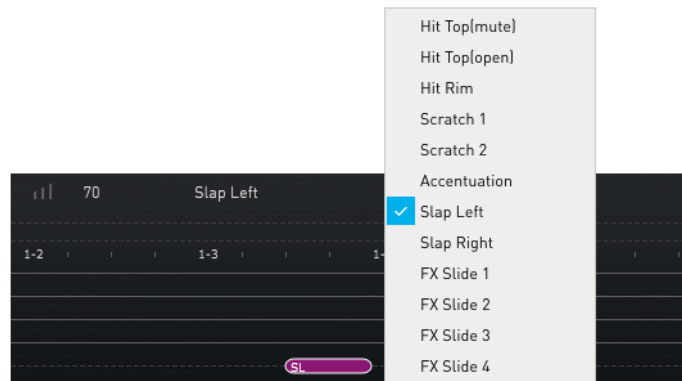 Hit Top(mute)
Hit Top(open)
Hit Rim
Scratch 1
Scratch 2
Accentuation
70 Slap Left
Slap Left
Slap Right
1-2 1-3 1-
FX Slide 1
FX Slide 2
FX Slide 3
SL
FX Slide 4